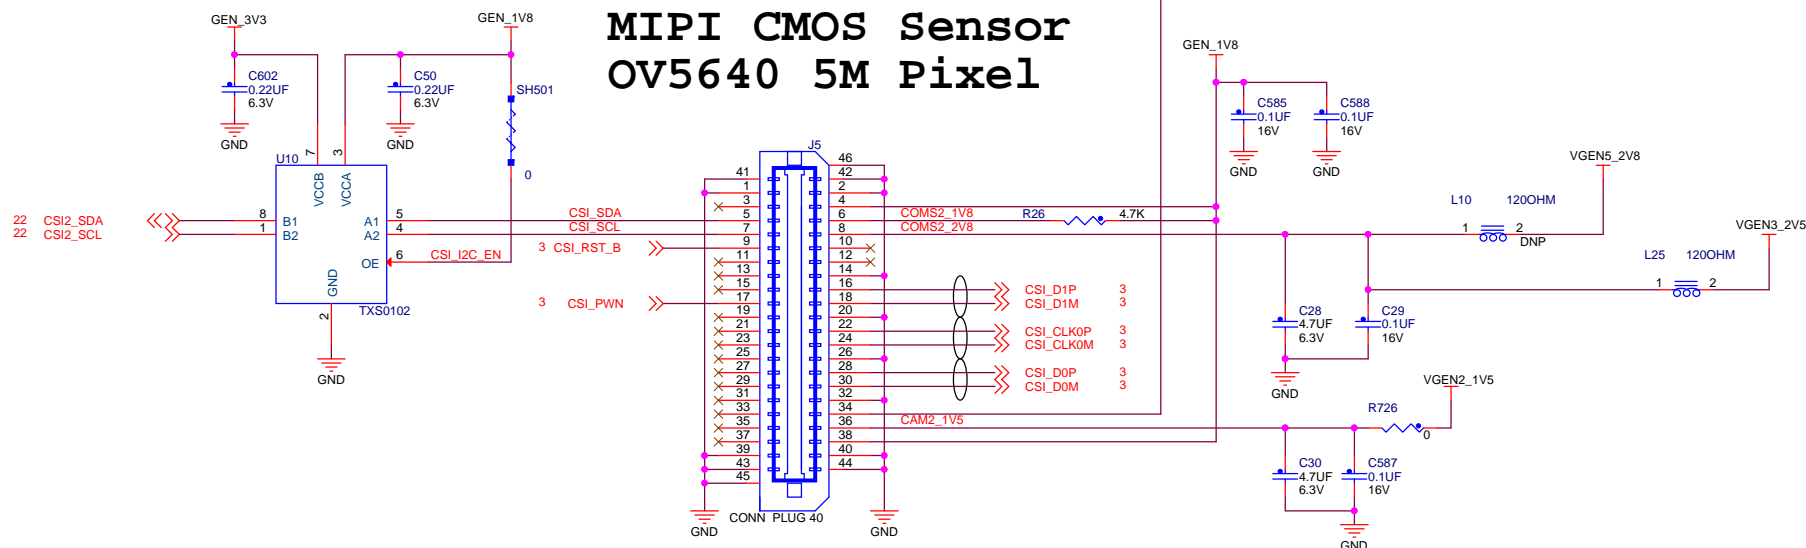 MIPI CMOS Sensor
OV5640 5M Pixel
GEN_3V3
GEN_1V8
C602
0.22UF
6.3V
GND
C50
0.22UF
6.3V
GND
SH501
0
U10
7
3
VCCB
VCCA
8
B1
A1
5
1
B2
A2
4
OE
6
GND
2
TXS0102
GND
22 CSI2_SDA
22 CSI2_SCL
CSI_I2C_EN
CSI_SDA
CSI_SCL
3 CSI_RST_B
3 CSI_PWN
J5
41
1
3
5
7
9
11
13
15
17
19
21
23
25
27
29
31
33
35
37
39
43
45
46
42
2
4
6
8
10
12
14
16
18
20
22
24
26
28
30
32
34
36
38
40
44
CONN PLUG 40
GND
GND
COMS2_1V8
COMS2_2V8
R26
4.7K
CSI_D1P 3
CSI_D1M 3
CSI_CLK0P 3
CSI_CLK0M 3
CSI_D0P 3
CSI_D0M 3
CAM2_1V5
GEN_1V8
C585
0.1UF
16V
GND
C588
0.1UF
16V
GND
VGEN5_2V8
L10 120OHM
1
2
DNP
VGEN3_2V5
L25 120OHM
1
2
C28
4.7UF
6.3V
C29
0.1UF
16V
GND
VGEN2_1V5
R726
0
C30
4.7UF
6.3V
C587
0.1UF
16V
GND